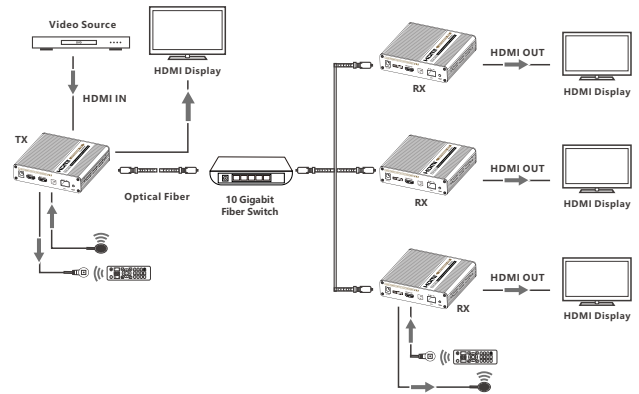 Video Source
HDMI Display
HDMI IN
TX
Optical Fiber
10 Gigabit
Fiber Switch
RX
HDMI OUT
HDMI Display
RX
HDMI OUT
HDMI Display
RX
HDMI OUT
HDMI Display